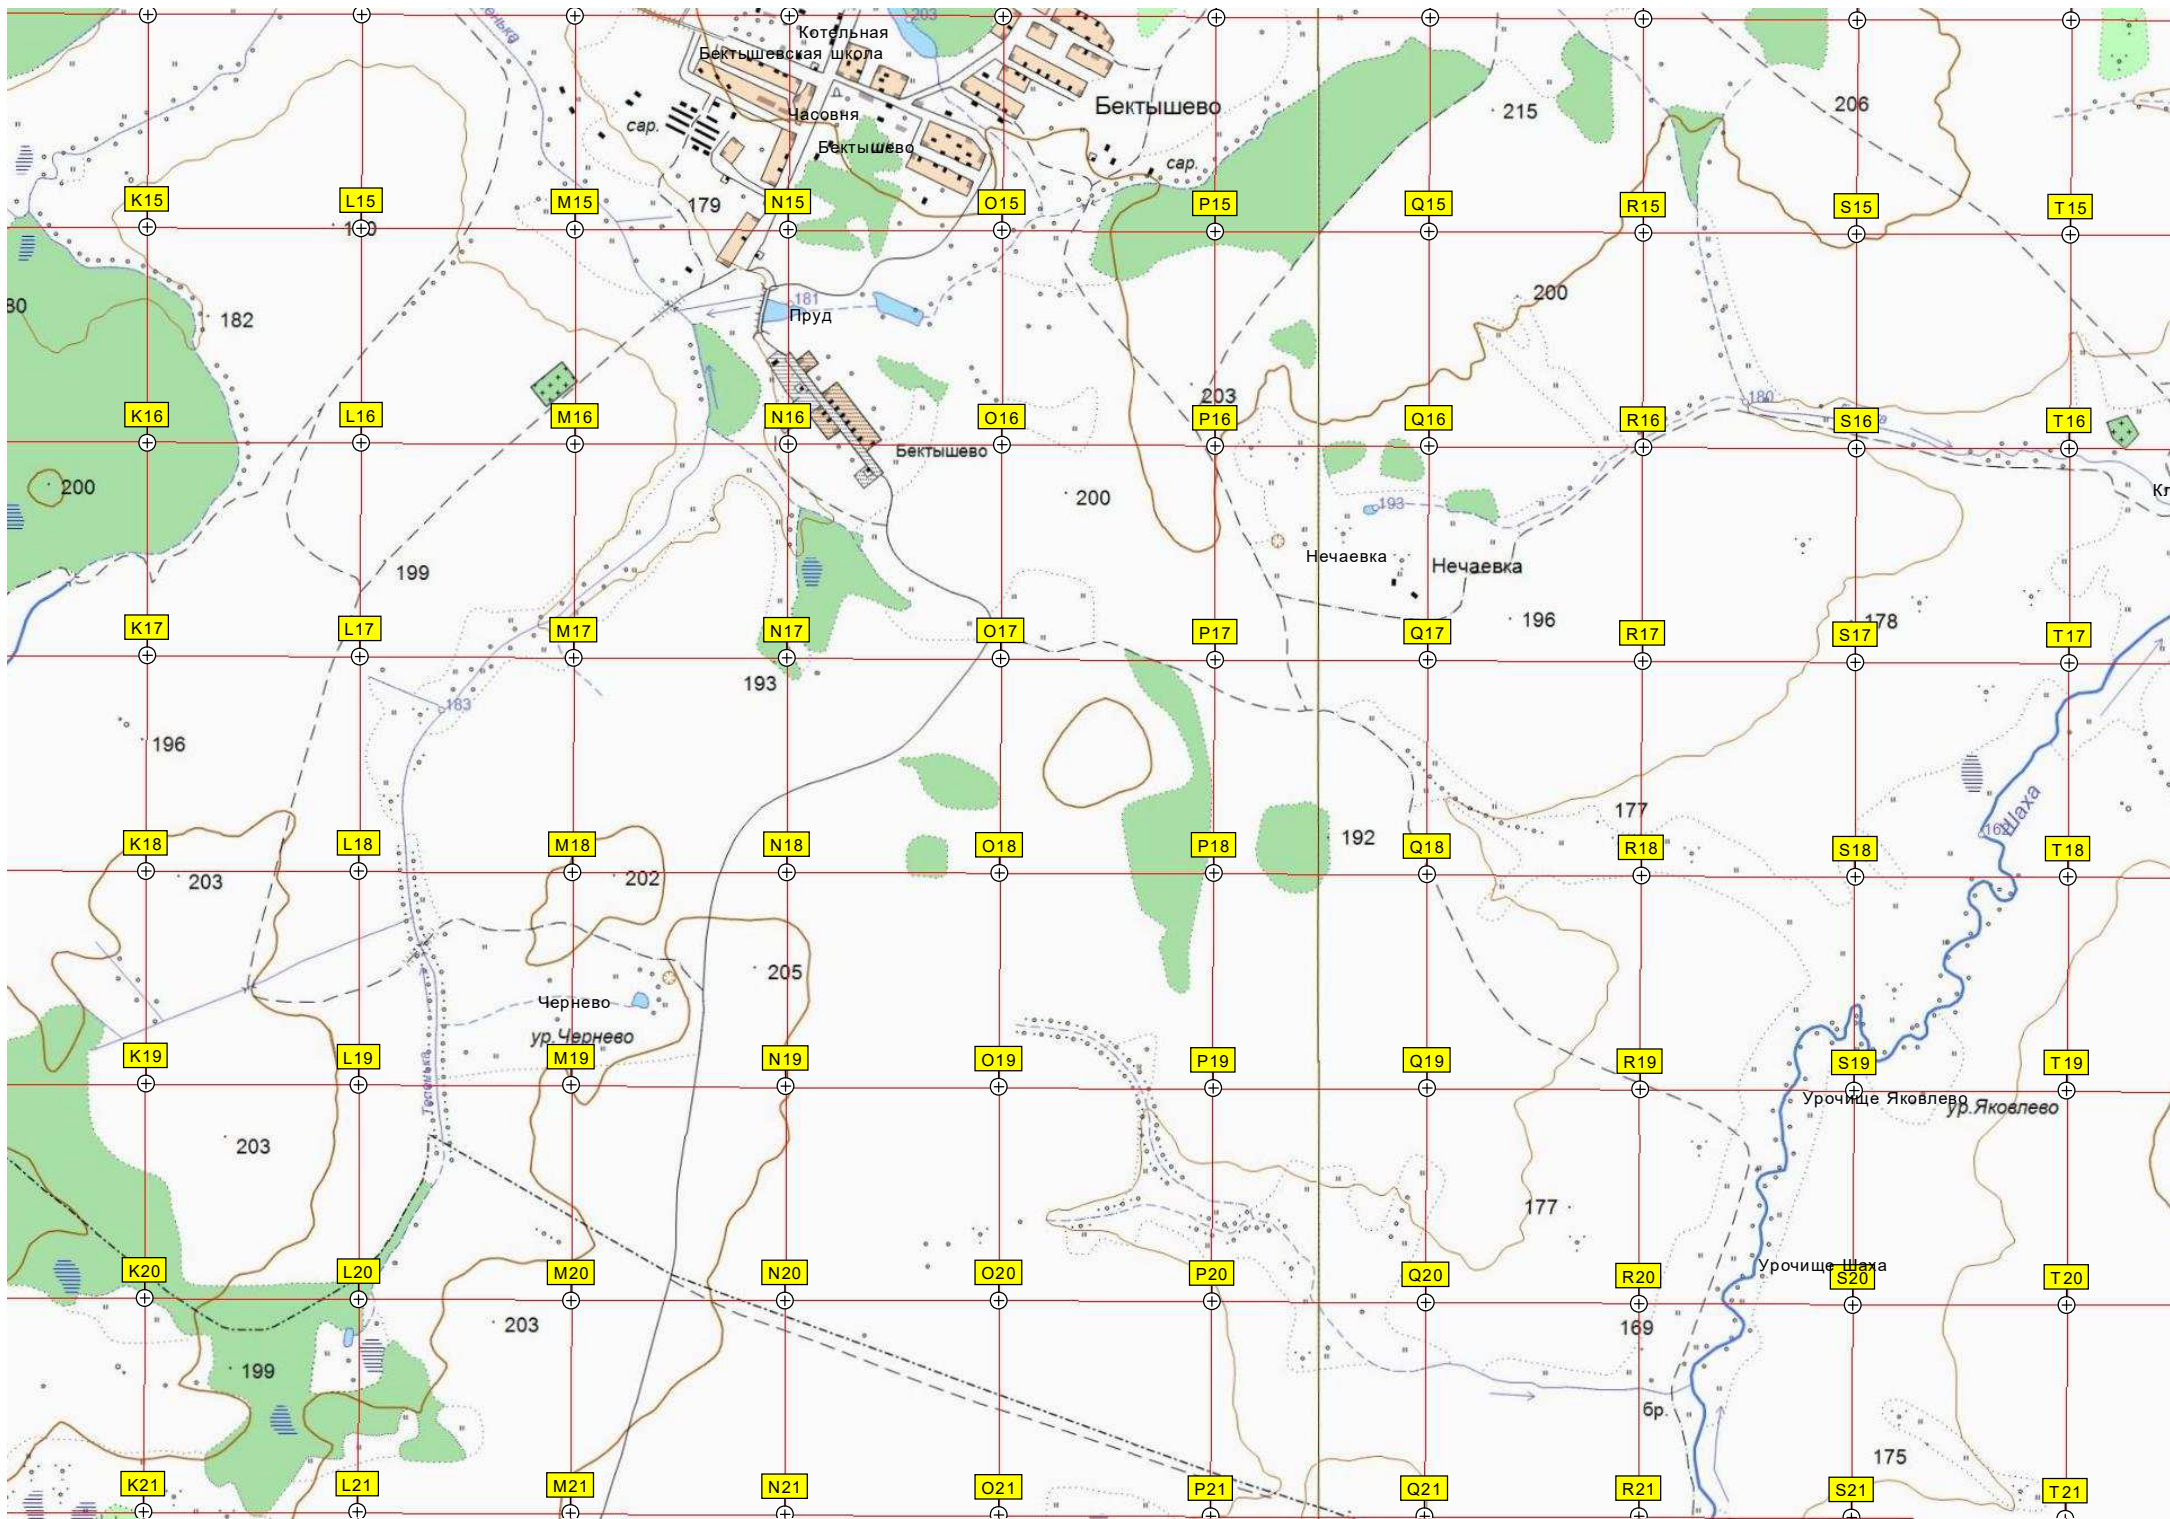 203
Котельная
Бектышевская школа
Бектышево
215
206
Часовня
сар.
Бектышево
сар.
K15
L15
M15
179
N15
O15
P15
Q15
R15
S15
T15
182
181
Пруд
200
203
180
K16
L16
M16
N16
O16
P16
Q16
R16
S16
T16
Бектышево
200
200
193
199
Нечаевка
Нечаевка
196
178
K17
L17
M17
N17
O17
P17
Q17
R17
S17
T17
193
183
196
177
192
Шаха
K18
L18
M18
N18
O18
P18
Q18
R18
S18
T18
203
202
205
Чернево
ур.Чернево
K19
L19
M19
N19
O19
P19
Q19
R19
S19
T19
Урочище Яковлево
ур.Яковлево
203
177
Урочище Шаха
K20
L20
M20
N20
O20
P20
Q20
R20
S20
T20
203
169
199
бр.
175
K21
L21
M21
N21
O21
P21
Q21
R21
S21
T21